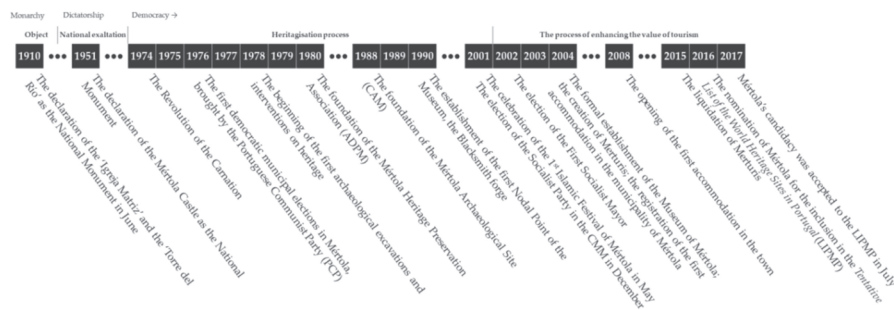 Monarchy Dictatorship Democracy →
Object National exaltation Heritagisation process The process of enhancing the value of tourism
1910 ••• 1951 ••• 1974 1975 1976 1977 1978 1979 1980 ••• 1988 1989 1990 ••• 2001 2002 2003 2004 ••• 2008 ••• 2015 2016 2017
The declaration of the 'Igreja Matriz' and the 'Torre del
Río' as the National Monument in June
The declaration of the Mértola Castle as the National
Monument
The Revolution of the Carnation
The first democratic municipal elections in Mértola,
brought by the Portuguese Communist Party (PCP)
The beginning of the first archaeological excavations and
interventions on heritage
The foundation of the Mértola Heritage Preservation
Association (ADPM)
The foundation of the Mértola Archaeological Site
(CAM)
The establishment of the first Nodal Point of the
Museum, the Blacksmith forge
The election of the Socialist Party in the CMM in December
The celebration of the 1st Islamic Festival of Mértola in May
The election of the First Socialist Mayor
The formal establishment of the Museum of Mértola;
the creation of Merturis; the registration of the first
accommodation in the municipality of Mértola
The opening of the first accommodation in the town
The liquidation of Merturis
The nomination of Mértola for the inclusion in the Tentative
List of the World Heritage Sites in Portugal (LIPMP)
Mértola's candidacy was accepted to the LIPMP in July